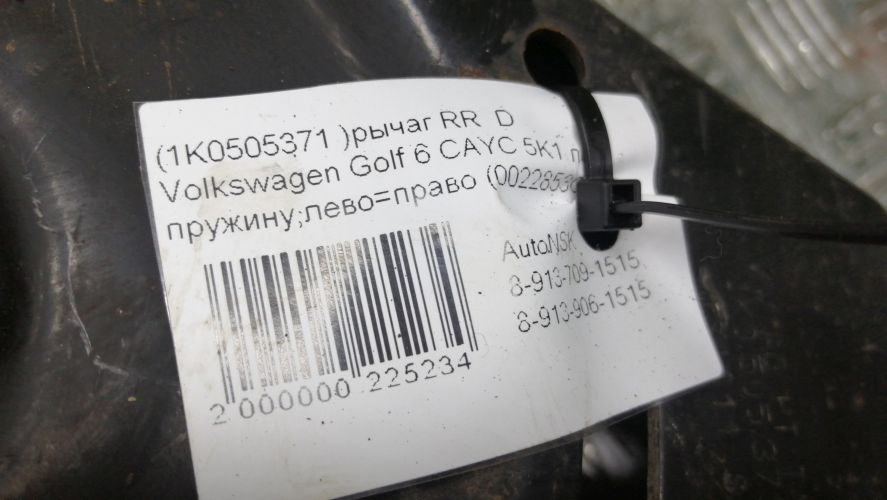 (1K0505371 )рычаг RR D
Volkswagen Golf 6 CAYC 5K1
пружину;лево=право
AutoNSK
8-913-709-1515
8-913-906-1515
2 000000 225234